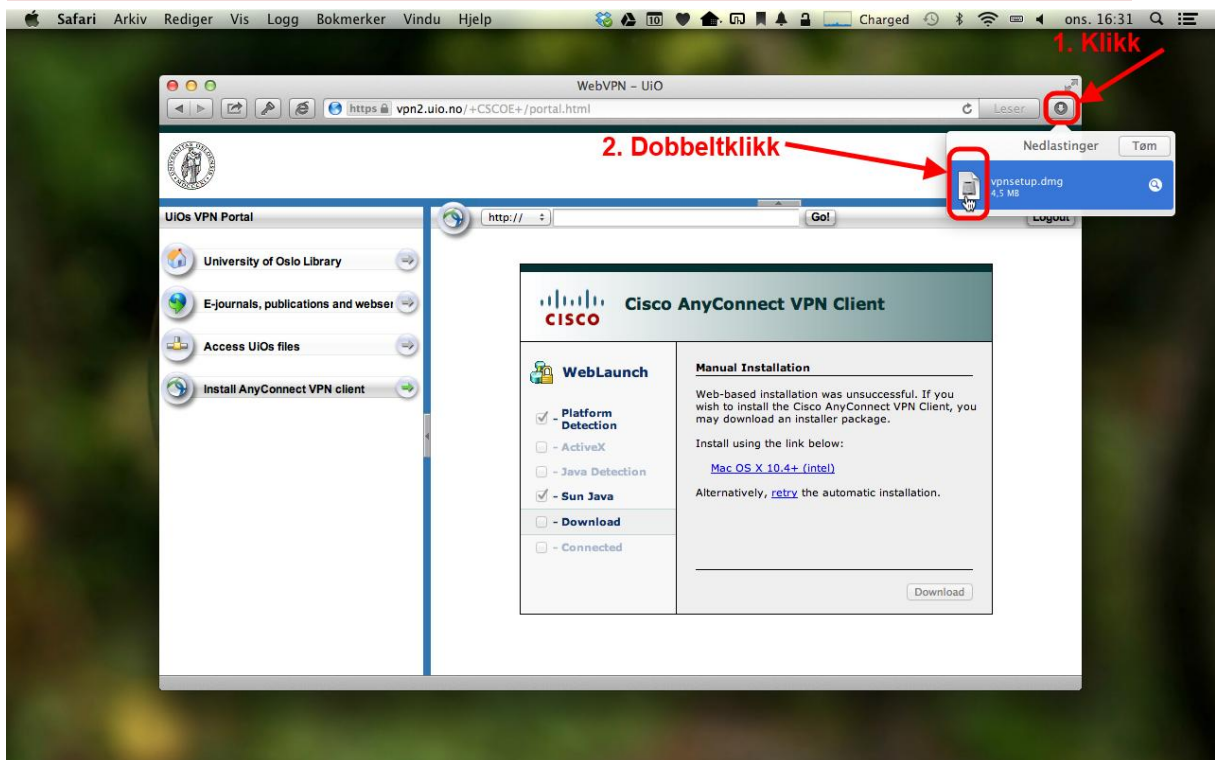 Safari Arkiv Rediger Vis Logg Bokmerker Vindu Hjelp 10 Charged ons. 16:31
1. Klikk
WebVPN – UiO
https vpn2.uio.no/+CSCOE+/portal.html Leser
2. Dobbeltklikk
Nedlastinger Tøm
vpnsetup.dmg
4,5 MB
UiOs VPN Portal
http:// Go! Logout
University of Oslo Library
E-journals, publications and webser
Access UiOs files
Install AnyConnect VPN client
CISCO Cisco AnyConnect VPN Client
WebLaunch
- Platform
Detection
- ActiveX
- Java Detection
- Sun Java
- Download
- Connected
Manual Installation
Web-based installation was unsuccessful. If you
wish to install the Cisco AnyConnect VPN Client, you
may download an installer package.
Install using the link below:
Mac OS X 10.4+ (intel)
Alternatively, retry the automatic installation.
Download